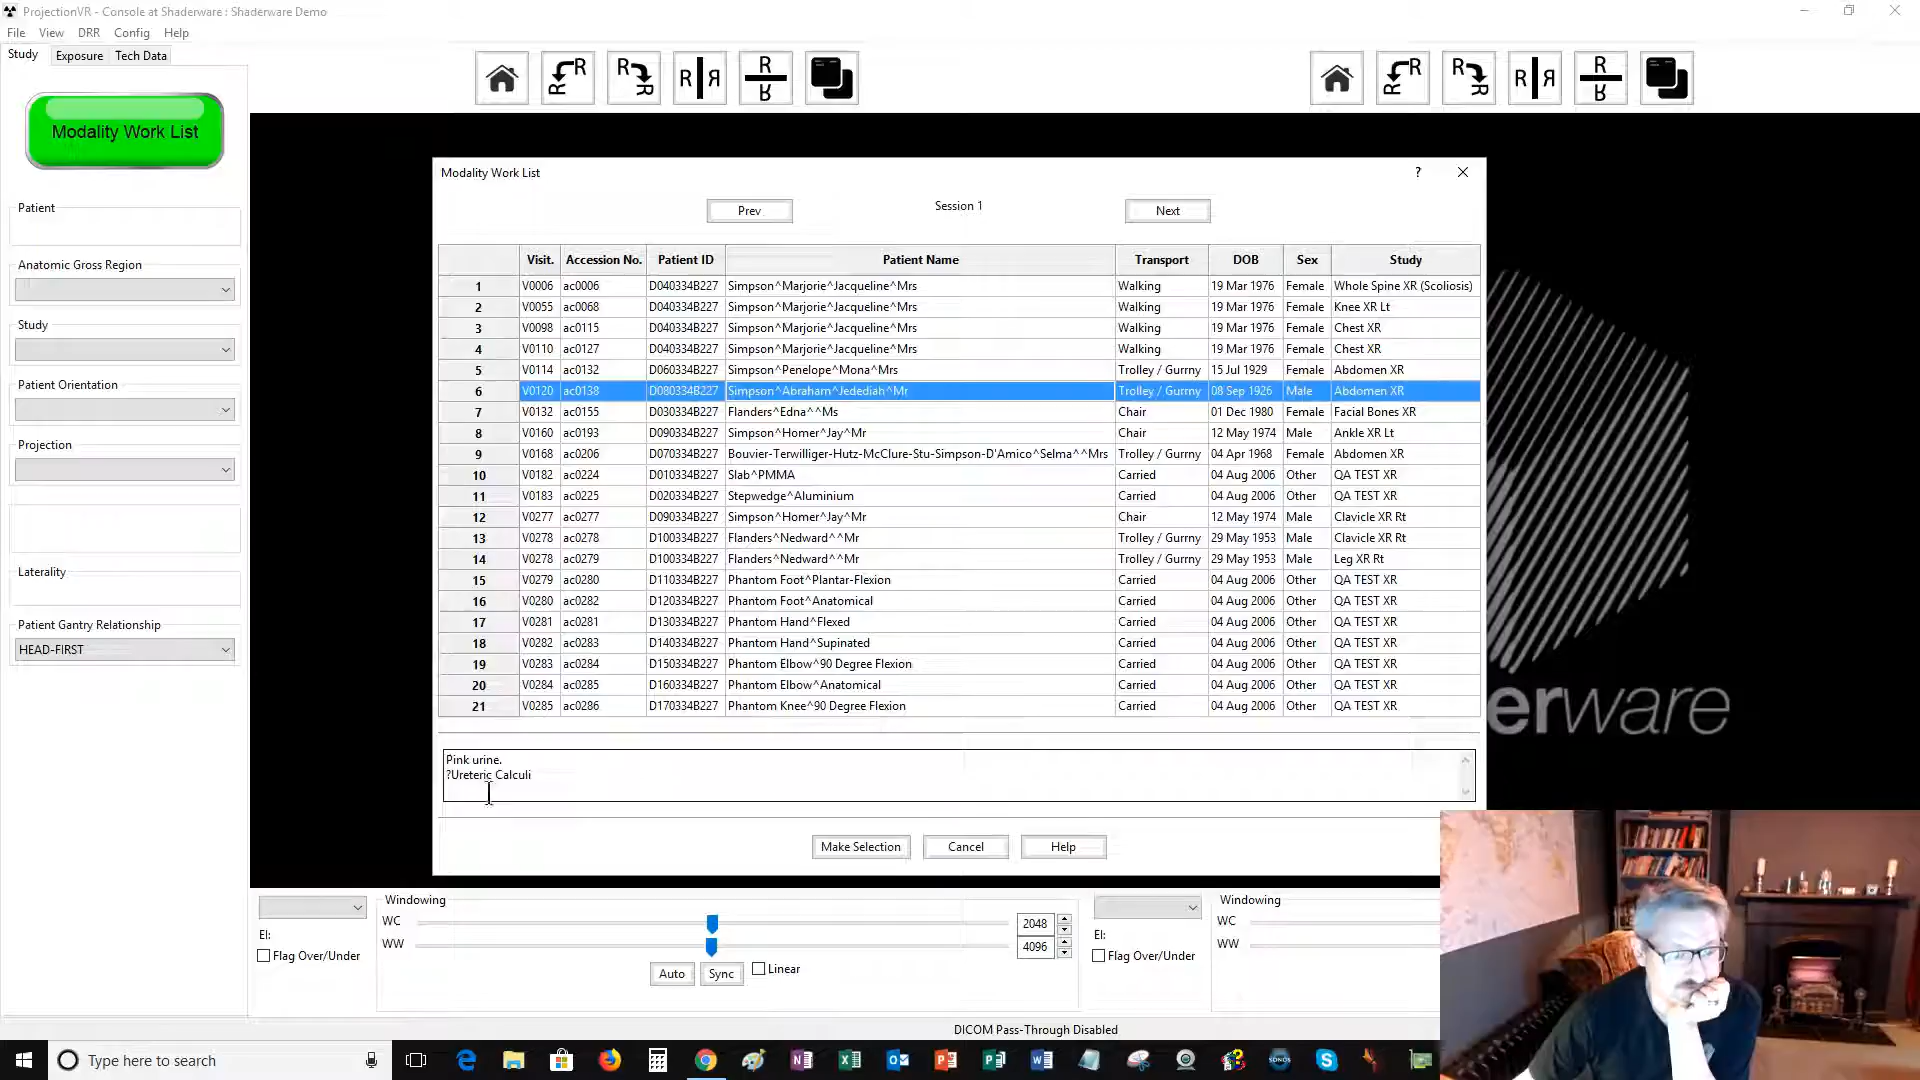 ProjectionVR - Console at Shaderware : Shaderware Demo
File View DRR Config Help
Study Exposure Tech Data
Modality Work List
Patient
Anatomic Gross Region
Study
Patient Orientation
Projection
Laterality
Patient Gantry Relationship
HEAD-FIRST
R R R R R Я R R
R R R R R Я R R
Modality Work List ?
Prev Session 1 Next
Visit. Accession No. Patient ID Patient Name Transport DOB Sex Study
1 V0006 ac0006 D040334B227 Simpson^Marjorie^Jacqueline^Mrs Walking 19 Mar 1976 Female Whole Spine XR (Scoliosis)
2 V0055 ac0068 D040334B227 Simpson^Marjorie^Jacqueline^Mrs Walking 19 Mar 1976 Female Knee XR Lt
3 V0098 ac0115 D040334B227 Simpson^Marjorie^Jacqueline^Mrs Walking 19 Mar 1976 Female Chest XR
4 V0110 ac0127 D040334B227 Simpson^Marjorie^Jacqueline^Mrs Walking 19 Mar 1976 Female Chest XR
5 V0114 ac0132 D060334B227 Simpson^Penelope^Mona^Mrs Trolley / Gurrny 15 Jul 1929 Female Abdomen XR
6 V0120 ac0138 D080334B227 Simpson^Abraham^Jedediah^Mr Trolley / Gurrny 08 Sep 1926 Male Abdomen XR
7 V0132 ac0155 D030334B227 Flanders^Edna^^Ms Chair 01 Dec 1980 Female Facial Bones XR
8 V0160 ac0193 D090334B227 Simpson^Homer^Jay^Mr Chair 12 May 1974 Male Ankle XR Lt
9 V0168 ac0206 D070334B227 Bouvier-Terwilliger-Hutz-McClure-Stu-Simpson-D'Amico^Selma^^Mrs Trolley / Gurrny 04 Apr 1968 Female Abdomen XR
10 V0182 ac0224 D010334B227 Slab^PMMA Carried 04 Aug 2006 Other QA TEST XR
11 V0183 ac0225 D020334B227 Stepwedge^Aluminium Carried 04 Aug 2006 Other QA TEST XR
12 V0277 ac0277 D090334B227 Simpson^Homer^Jay^Mr Chair 12 May 1974 Male Clavicle XR Rt
13 V0278 ac0278 D100334B227 Flanders^Nedward^^Mr Trolley / Gurrny 29 May 1953 Male Clavicle XR Rt
14 V0278 ac0279 D100334B227 Flanders^Nedward^^Mr Trolley / Gurrny 29 May 1953 Male Leg XR Rt
15 V0279 ac0280 D110334B227 Phantom Foot^Plantar-Flexion Carried 04 Aug 2006 Other QA TEST XR
16 V0280 ac0282 D120334B227 Phantom Foot^Anatomical Carried 04 Aug 2006 Other QA TEST XR
17 V0281 ac0281 D130334B227 Phantom Hand^Flexed Carried 04 Aug 2006 Other QA TEST XR
18 V0282 ac0283 D140334B227 Phantom Hand^Supinated Carried 04 Aug 2006 Other QA TEST XR
19 V0283 ac0284 D150334B227 Phantom Elbow^90 Degree Flexion Carried 04 Aug 2006 Other QA TEST XR
20 V0284 ac0285 D160334B227 Phantom Elbow^Anatomical Carried 04 Aug 2006 Other QA TEST XR
21 V0285 ac0286 D170334B227 Phantom Knee^90 Degree Flexion Carried 04 Aug 2006 Other QA TEST XR
Pink urine.
?Ureteric Calculi
Make Selection Cancel Help
erware
Windowing
WC 2048
WW 4096
EI:
Flag Over/Under
Auto Sync Linear
EI:
Flag Over/Under
Windowing
WC
WW
DICOM Pass-Through Disabled
Type here to search